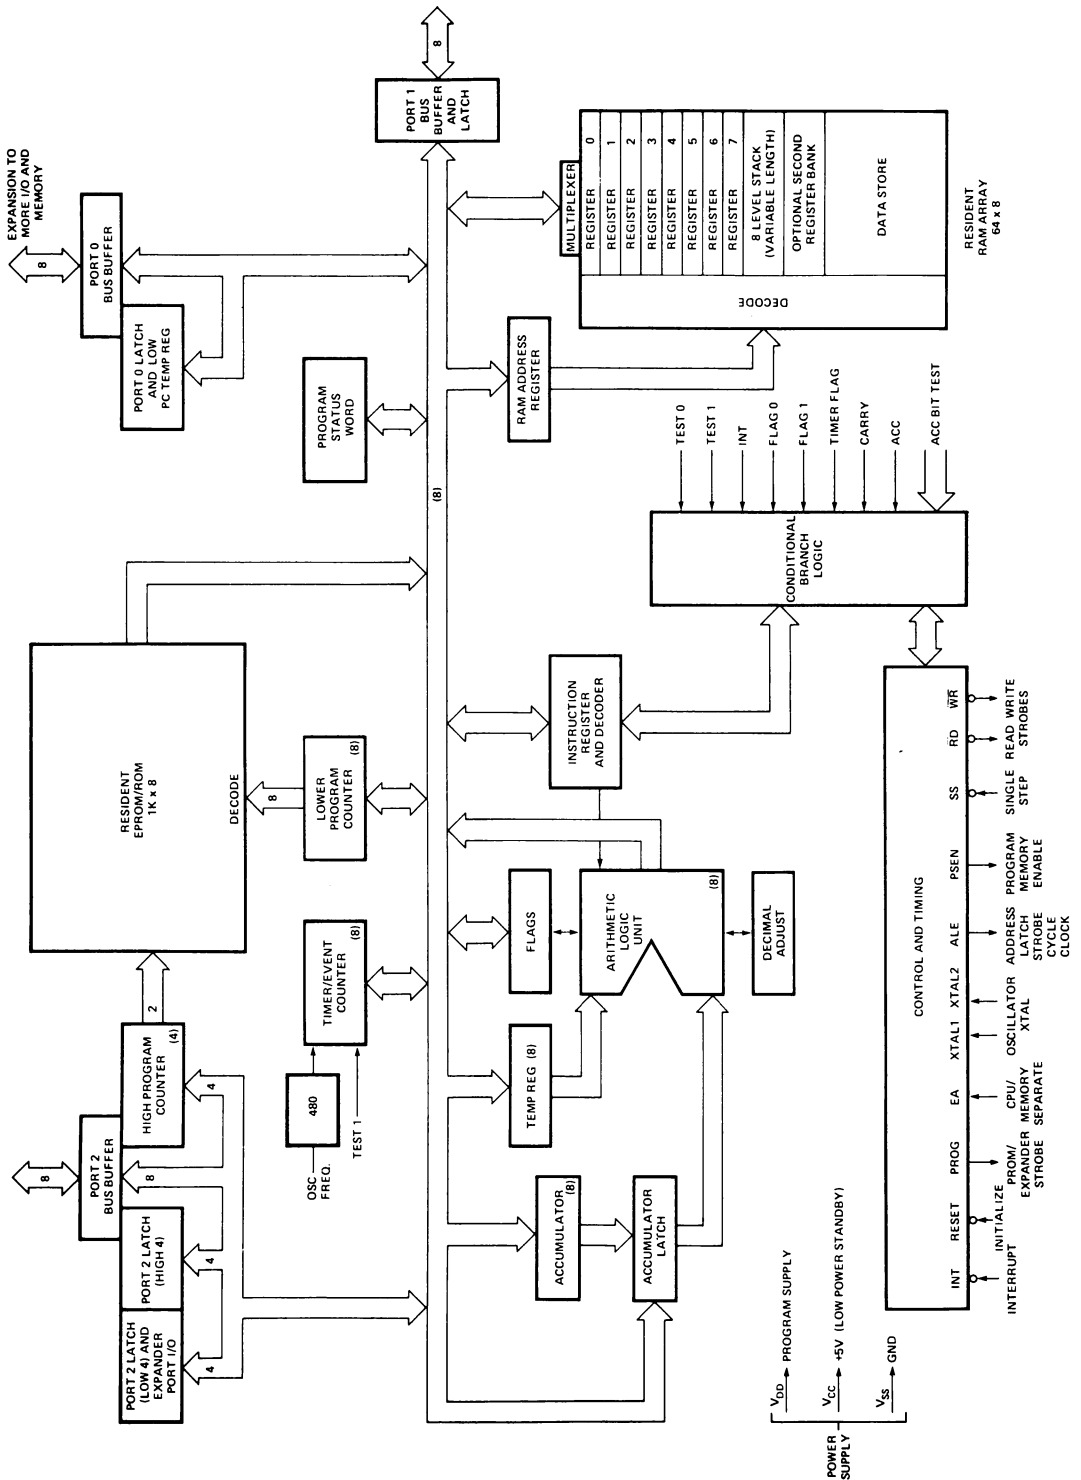 EXPANSION TO
MORE I/O AND
MEMORY
8
8
8
PORT 2
BUS BUFFER
PORT 2 LATCH
(LOW 4) AND
EXPANDER
PORT I/O
PORT 2 LATCH
(HIGH 4)
HIGH PROGRAM
COUNTER
(4)
2
4
4
8
4
RESIDENT
EPROM/ROM
1K x 8
DECODE
8
PORT 0
BUS BUFFER
PORT 0 LATCH
AND LOW
PC TEMP REG
PORT 1
BUS
BUFFER
AND
LATCH
OSC
FREQ.
480
TEST 1
TIMER/EVENT
COUNTER
(8)
LOWER
PROGRAM
COUNTER
(8)
PROGRAM
STATUS
WORD
(8)
ACCUMULATOR
(8)
ACCUMULATOR
LATCH
TEMP REG (8)
FLAGS
ARITHMETIC
LOGIC
UNIT
(8)
DECIMAL
ADJUST
INSTRUCTION
REGISTER
AND DECODER
RAM ADDRESS
REGISTER
MULTIPLEXER
REGISTER 0
REGISTER 1
REGISTER 2
REGISTER 3
REGISTER 4
REGISTER 5
REGISTER 6
REGISTER 7
8 LEVEL STACK
(VARIABLE LENGTH)
OPTIONAL SECOND
REGISTER BANK
DATA STORE
DECODE
RESIDENT
RAM ARRAY
64 x 8
CONDITIONAL
BRANCH
LOGIC
TEST 0
TEST 1
INT
FLAG 0
FLAG 1
TIMER FLAG
CARRY
ACC
ACC BIT TEST
POWER
SUPPLY
VDD PROGRAM SUPPLY
VCC +5V (LOW POWER STANDBY)
VSS GND
CONTROL AND TIMING
INT RESET PROG EA XTAL1 XTAL2 ALE PSEN SS RD WR
INTERRUPT
INITIALIZE
PROM/
EXPANDER
STROBE
CPU/
MEMORY
SEPARATE
OSCILLATOR
XTAL
ADDRESS
LATCH
STROBE
CYCLE
CLOCK
PROGRAM
MEMORY
ENABLE
SINGLE
STEP
READ WRITE
STROBES